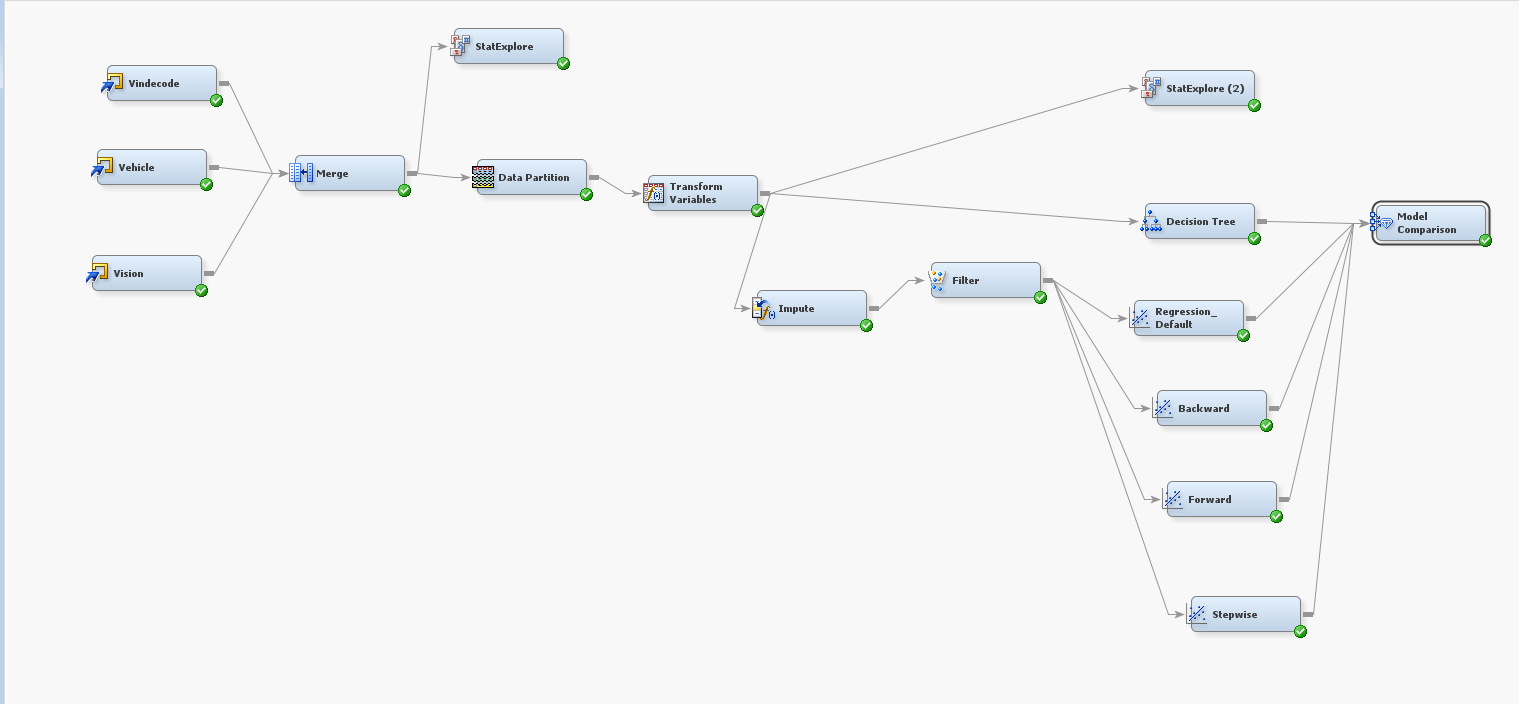 StatExplore
Vindecode
Vehicle
Merge
Data Partition
Transform
Variables
Vision
StatExplore (2)
Decision Tree
Model
Comparison
Impute
Filter
Regression_
Default
Backward
Forward
Stepwise